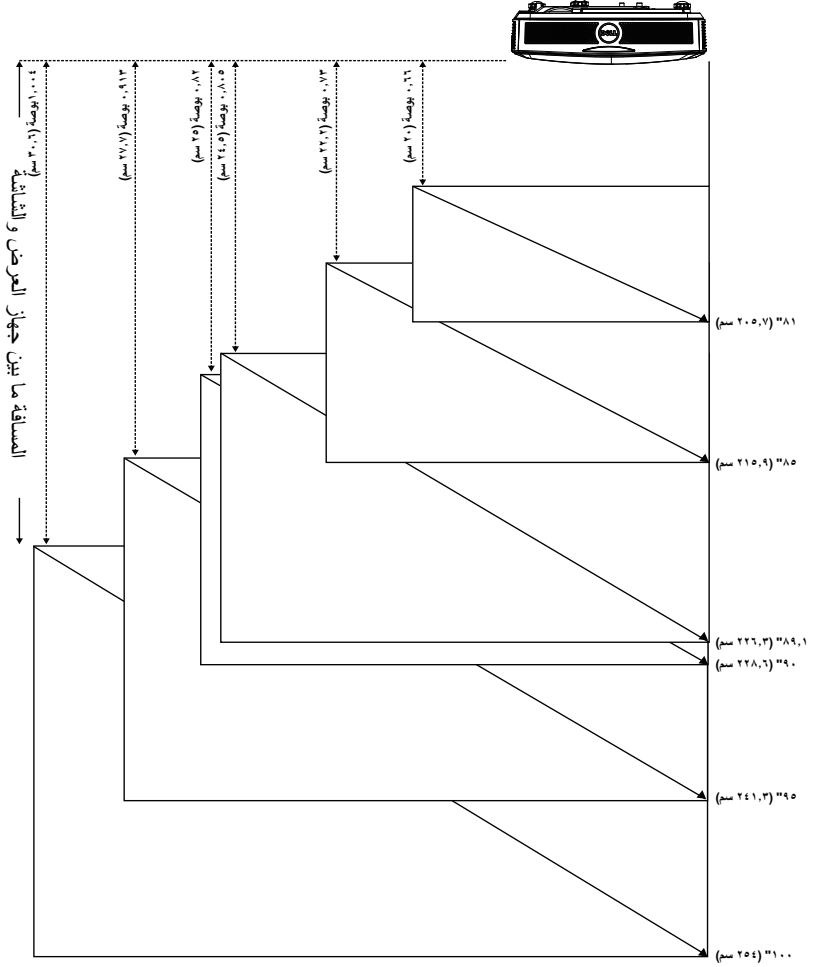 DELL
١,٠٠٤ بوصة (٣٠,٦ سم)
٠,٩١٣ بوصة (٢٧,٧ سم)
٠,٨٢ بوصة (٢٥ سم)
٠,٨٠٥ بوصة (٢٤,٥ سم)
٠,٧٣ بوصة (٢٢,٢ سم)
٠,٦٦ بوصة (٢٠ سم)
المسافة ما بين جهاز العرض والشاشة
٨١" (٢٠٥,٧ سم)
٨٥" (٢١٥,٩ سم)
٨٩,١" (٢٢٦,٣ سم)
٩٠" (٢٢٨,٦ سم)
٩٥" (٢٤١,٣ سم)
١٠٠" (٢٥٤ سم)